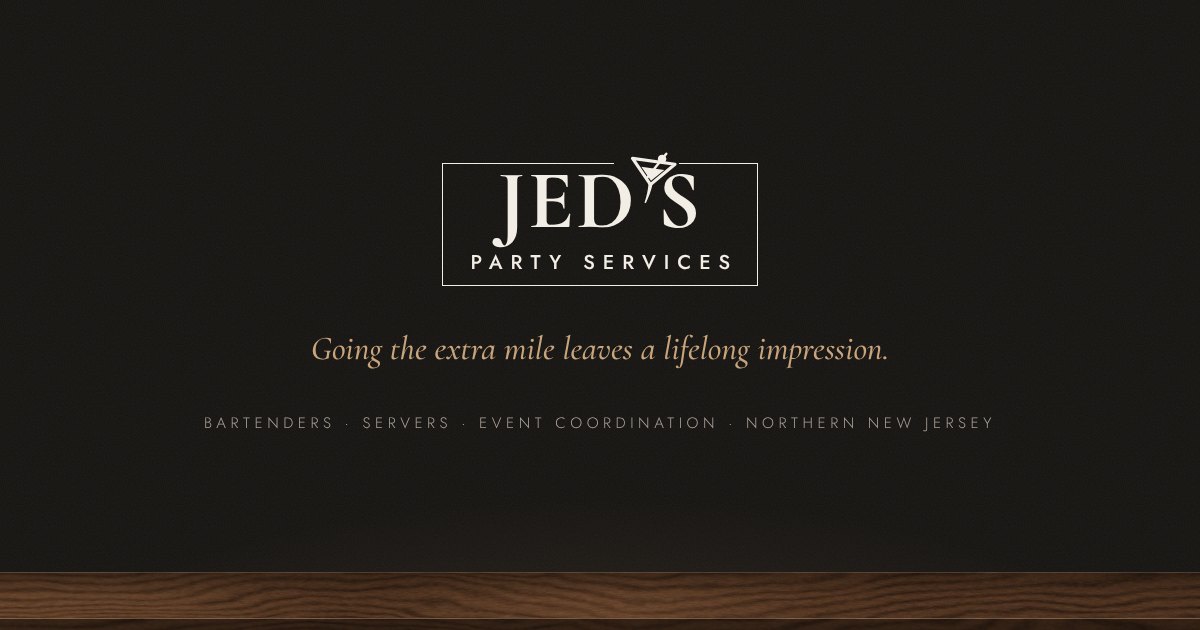 JED'S
PARTY SERVICES
Going the extra mile leaves a lifelong impression.
BARTENDERS · SERVERS · EVENT COORDINATION · NORTHERN NEW JERSEY